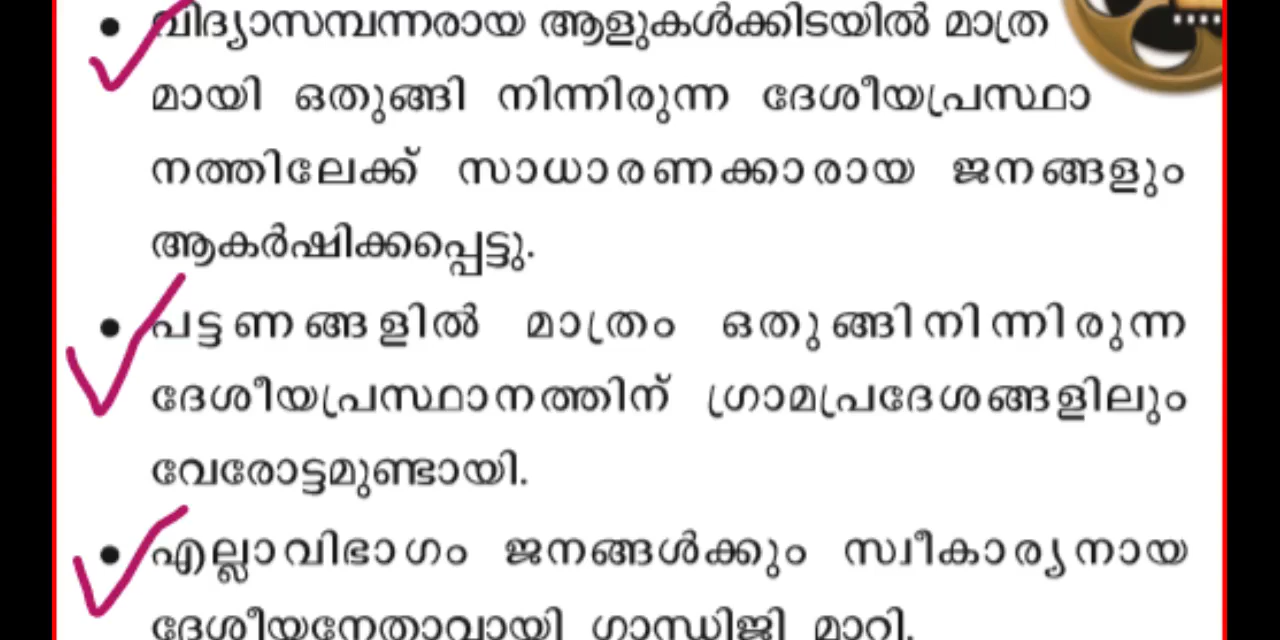 • വിദ്യാസമ്പന്നരായ ആളുകൾക്കിടയിൽ മാത്ര
മായി ഒതുങ്ങി നിന്നിരുന്ന ദേശീയപ്രസ്ഥാ
നത്തിലേക്ക് സാധാരണക്കാരായ ജനങ്ങളും
ആകർഷിക്കപ്പെട്ടു.
• പട്ടണങ്ങളിൽ മാത്രം ഒതുങ്ങിനിന്നിരുന്ന
ദേശീയപ്രസ്ഥാനത്തിന് ഗ്രാമപ്രദേശങ്ങളിലും
വേരോട്ടമുണ്ടായി.
• എല്ലാവിഭാഗം ജനങ്ങൾക്കും സ്വീകാര്യനായ
ദേശീയനേതാവായി ഗാന്ധിജി മാറി.